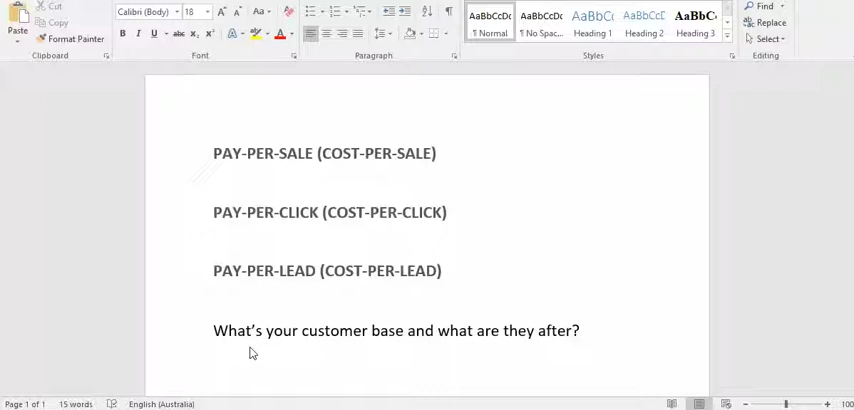 Cut
Copy
Paste
Format Painter
Clipboard
Calibri (Body) 18
Font
Paragraph
AaBbCcDc AaBbCcDc AaBbCc AaBbCcD AaBbC
¶ Normal ¶ No Spac... Heading 1 Heading 2 Heading 3
Styles
Find
Replace
Select
Editing
PAY-PER-SALE (COST-PER-SALE)
PAY-PER-CLICK (COST-PER-CLICK)
PAY-PER-LEAD (COST-PER-LEAD)
What's your customer base and what are they after?
Page 1 of 1 15 words English (Australia) 100